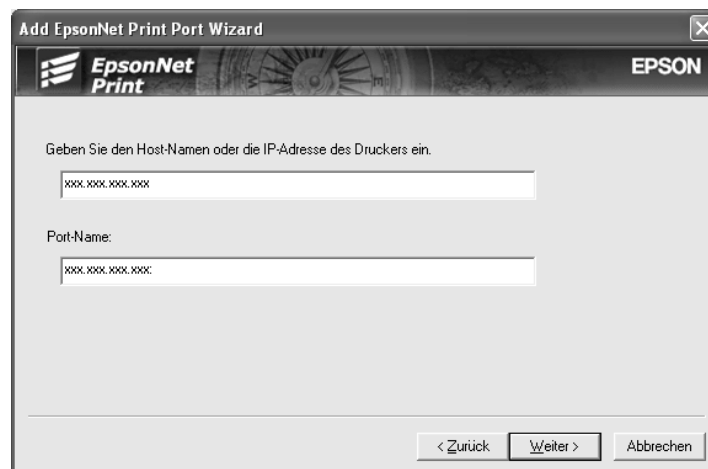 Add EpsonNet Print Port Wizard
EpsonNet
Print
EPSON
W
E
Geben Sie den Host-Namen oder die IP-Adresse des Druckers ein.
xxx.xxx.xxx.xxx
Port-Name:
xxx.xxx.xxx.xxx:
< Zurück
Weiter >
Abbrechen